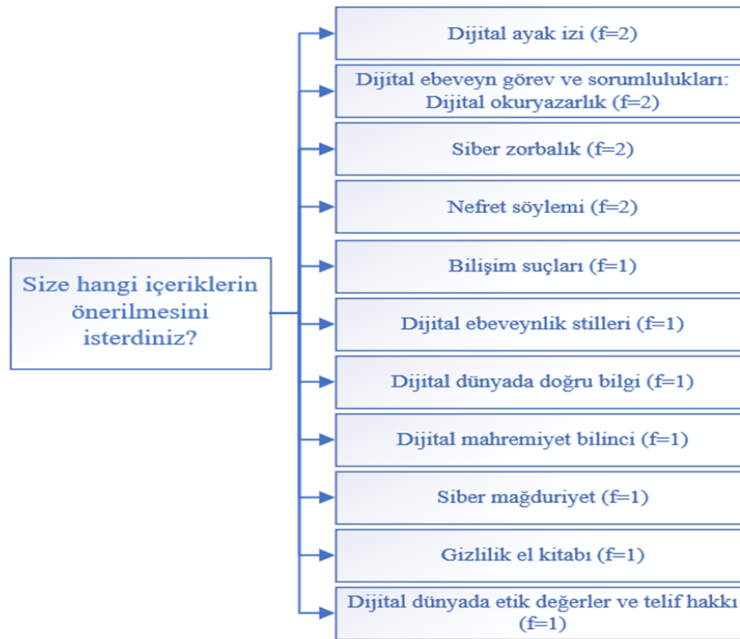 Size hangi içeriklerin
önerilmesini
isterdiniz?
Dijital ayak izi (f=2)
Dijital ebeveyn görev ve sorumlulukları:
Dijital okuryazarlık (f=2)
Siber zorbalık (f=2)
Nefret söylemi (f=2)
Bilişim suçları (f=1)
Dijital ebeveynlik stilleri (f=1)
Dijital dünyada doğru bilgi (f=1)
Dijital mahremiyet bilinci (f=1)
Siber mağduriyet (f=1)
Gizlilik el kitabı (f=1)
Dijital dünyada etik değerler ve telif hakkı
(f=1)